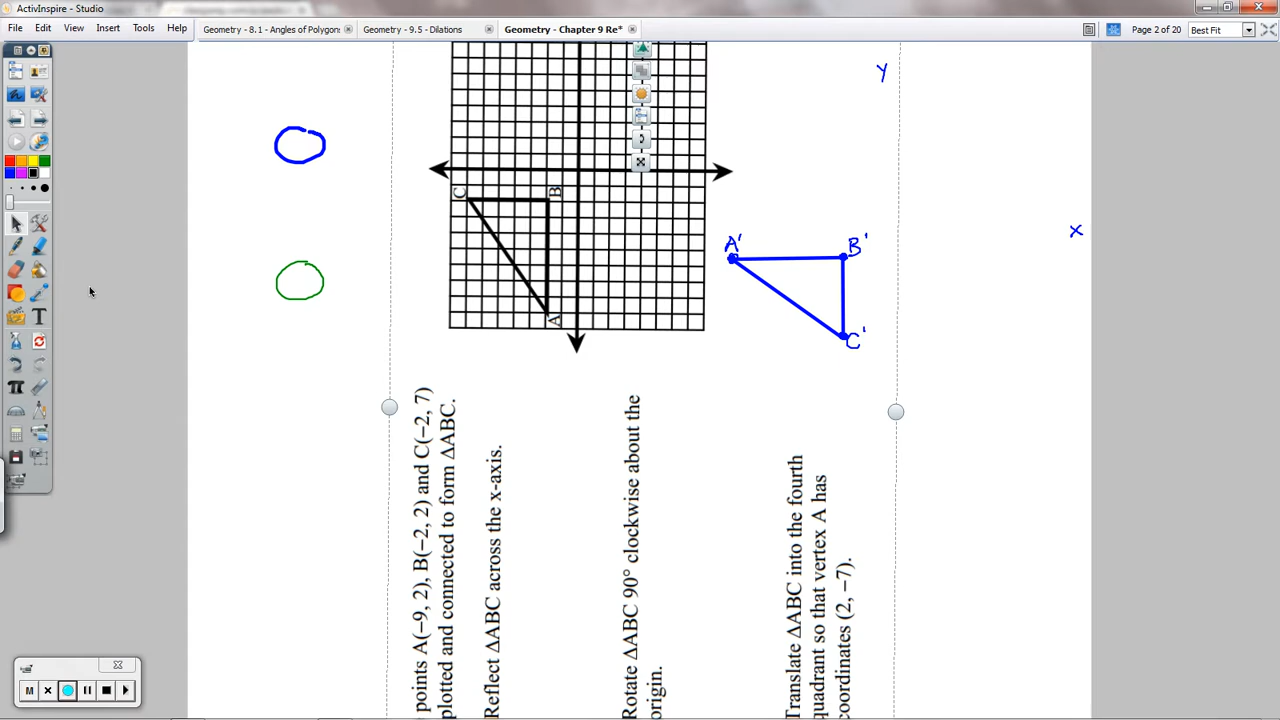 ActivInspire - Studio
File Edit View Insert Tools Help
Geometry - 8.1 - Angles of Polygon:
Geometry - 9.5 - Dilations
Geometry - Chapter 9 Re*
Page 2 of 20
Best Fit
y
x
C
B
A
A'
B'
C'
points A(−9, 2), B(−2, 2) and C(−2, 7)
plotted and connected to form ΔABC.
Reflect ΔABC across the x-axis.
Rotate ΔABC 90° clockwise about the
origin.
Translate ΔABC into the fourth
quadrant so that vertex A has
coordinates (2, −7).
T
M